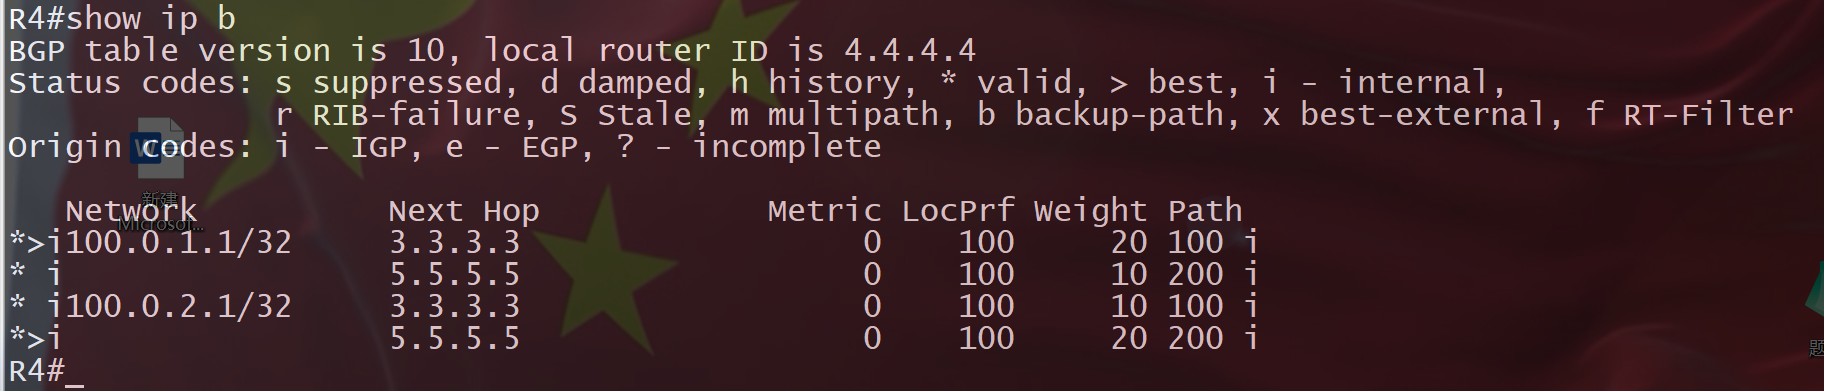 R4#show ip b
BGP table version is 10, local router ID is 4.4.4.4
Status codes: s suppressed, d damped, h history, * valid, > best, i - internal,
              r RIB-failure, S Stale, m multipath, b backup-path, x best-external, f RT-Filter
Origin codes: i - IGP, e - EGP, ? - incomplete
新建
Microsof...
   Network          Next Hop            Metric LocPrf Weight Path
*>i100.0.1.1/32     3.3.3.3                  0    100     20 100 i
* i                 5.5.5.5                  0    100     10 200 i
* i100.0.2.1/32     3.3.3.3                  0    100     10 100 i
*>i                 5.5.5.5                  0    100     20 200 i
题
R4#_